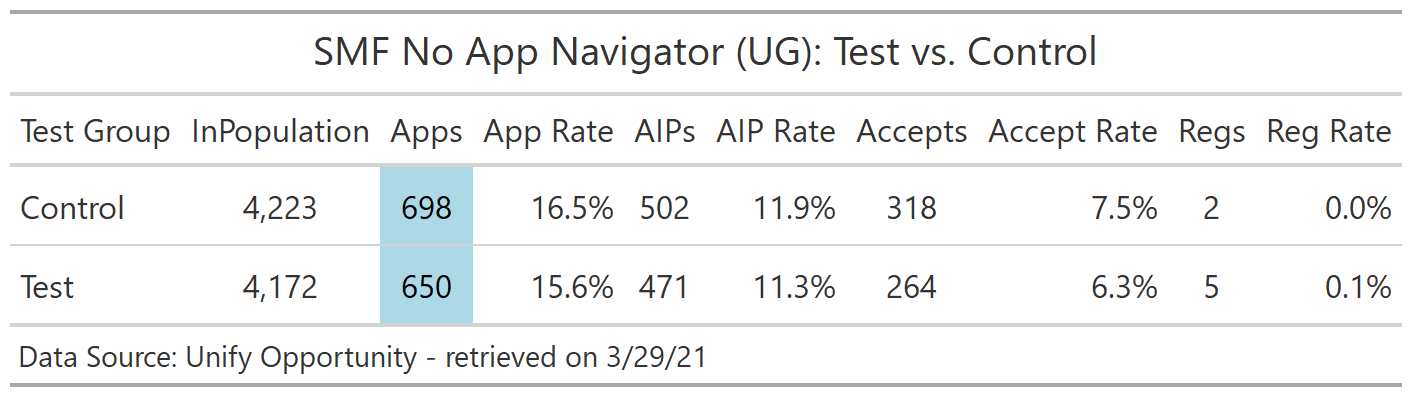 SMF No App Navigator (UG): Test vs. Control
Test Group InPopulation Apps App Rate AIPs AIP Rate Accepts Accept Rate Regs Reg Rate
Control 4,223 698 16.5% 502 11.9% 318 7.5% 2 0.0%
Test 4,172 650 15.6% 471 11.3% 264 6.3% 5 0.1%
Data Source: Unify Opportunity - retrieved on 3/29/21